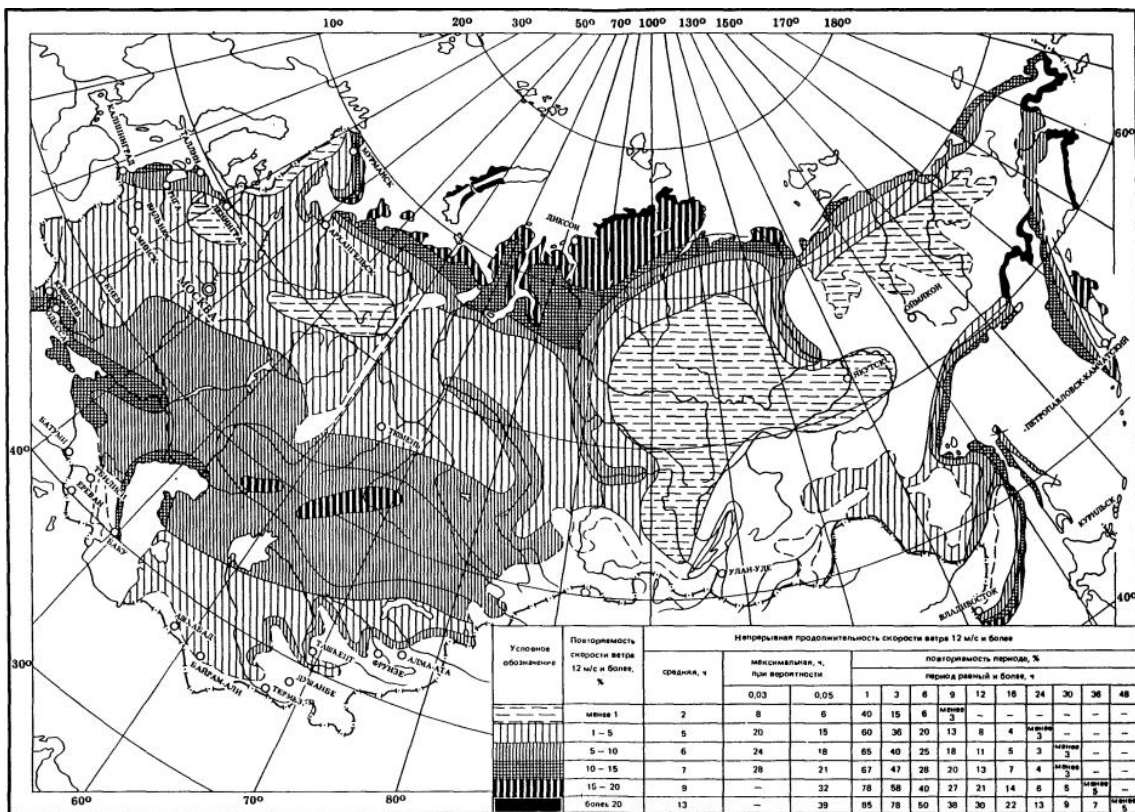 10° 20° 30° 50° 70° 100° 130° 150° 170° 180°
60°
40°
30°
40°
60° 70° 80°
КАЛИНИНГРАД
ТАЛЛИН
РИГА
ВИЛЬНЮС
МИНСК
ЛЕНИНГРАД
МУРМАНСК
АРХАНГЕЛЬСК
КИЕВ
МОСКВА
КИШИНЕВ
ОДЕССА
ДИКСОН
ОЙМЯКОН
ЯКУТСК
ПЕТРОПАВЛОВСК-КАМЧАТСКИЙ
КУРИЛЬСК
ТЮМЕНЬ
БАТУМИ
ТБИЛИСИ
ЕРЕВАН
БАКУ
АШХАБАД
БАЙРАМ-АЛИ
ТЕРМЕЗ
ДУШАНБЕ
ТАШКЕНТ
ФРУНЗЕ
АЛМА-АТА
УЛАН-УДЕ
ВЛАДИВОСТОК
Условное обозначение
Повторяемость скорости ветра 12 м/с и более, %
Непрерывная продолжительность скорости ветра 12 м/с и более
средняя, ч
максимальная, ч, при вероятности
повторяемость периода, %
период равный и более, ч
0,03 0,05 1 3 6 9 12 16 24 30 36 48
менее 1 2 8 6 40 15 6 менее 3 – – – – – –
1 – 5 5 20 15 60 36 20 13 8 4 менее 3 – – –
5 – 10 6 24 18 65 40 25 18 11 5 3 менее 3 – –
10 – 15 7 28 21 67 47 28 20 13 7 4 менее 3 – –
15 – 20 9 – 32 78 58 40 27 21 14 6 5 менее 5 –
более 20 13 – 39 85 78 50 38 30 22 13 8 5 менее 5